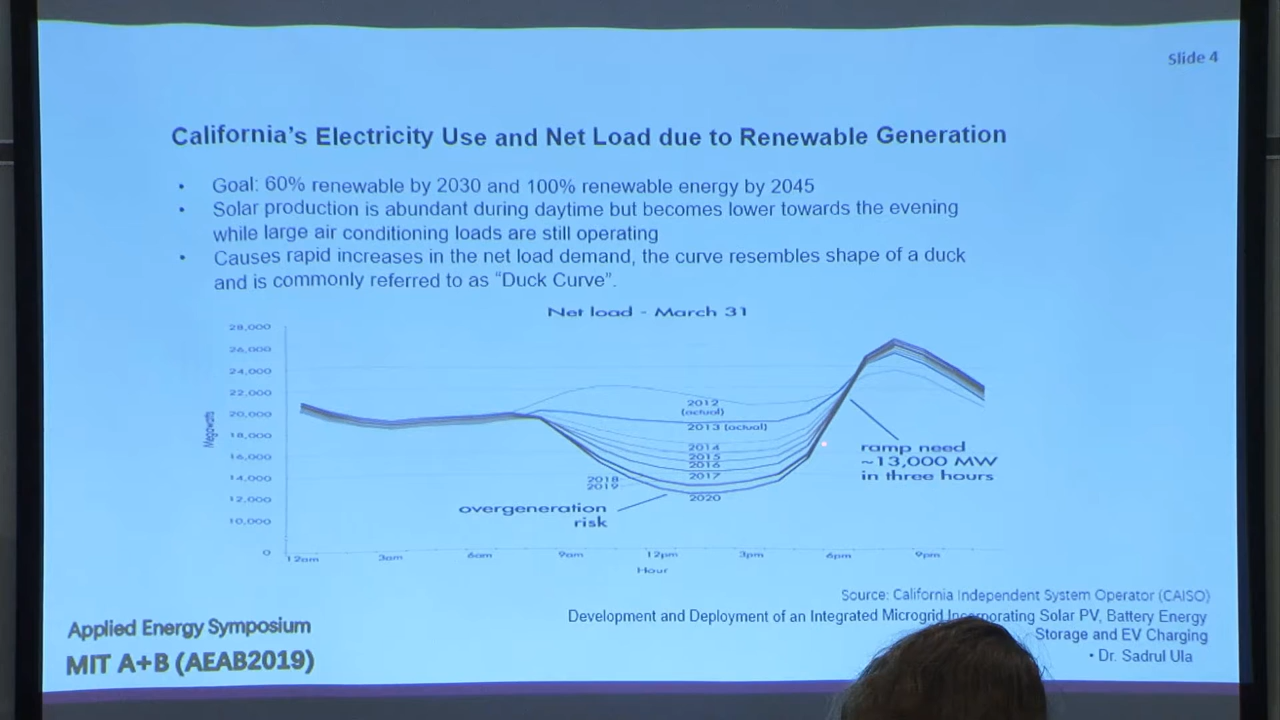 Slide 4
California's Electricity Use and Net Load due to Renewable Generation
• Goal: 60% renewable by 2030 and 100% renewable energy by 2045
• Solar production is abundant during daytime but becomes lower towards the evening
while large air conditioning loads are still operating
• Causes rapid increases in the net load demand, the curve resembles shape of a duck
and is commonly referred to as “Duck Curve”.
Net load - March 31
28,000
26,000
24,000
22,000
20,000
18,000
16,000
14,000
12,000
10,000
0
Megawatts
2012
(actual)
2013 (actual)
2014
2015
2016
2017
2018
2019
2020
overgeneration
risk
ramp need
~13,000 MW
in three hours
12am 3am 6am 9am 12pm 3pm 6pm 9pm
Hour
Source: California Independent System Operator (CAISO)
Development and Deployment of an Integrated Microgrid Incorporating Solar PV, Battery Energy
Storage and EV Charging
• Dr. Sadrul Ula
Applied Energy Symposium
MIT A+B (AEAB2019)